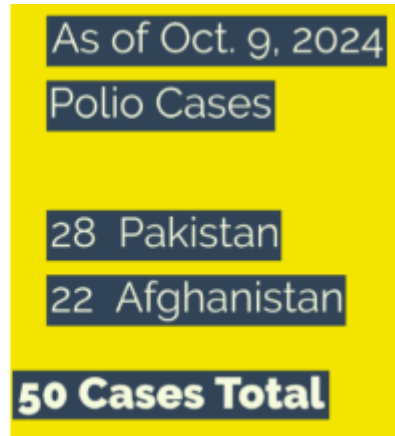 As of Oct. 9, 2024
Polio Cases
28 Pakistan
22 Afghanistan
50 Cases Total